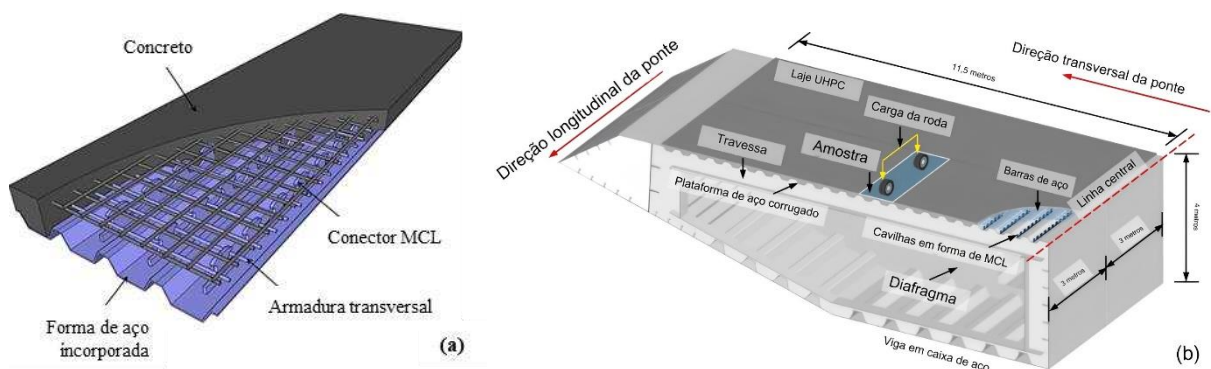 Concreto
Conector MCL
Armadura transversal
Forma de aço
incorporada
(a)
Direção longitudinal da ponte
Direção transversal da ponte
11,5 metros
Laje UHPC
Carga da roda
Travessa
Amostra
Plataforma de aço corrugado
Barras de aço
Linha central
Cavilhas em forma de MCL
Diafragma
4 metros
3 metros
3 metros
Viga em caixa de aço
(b)